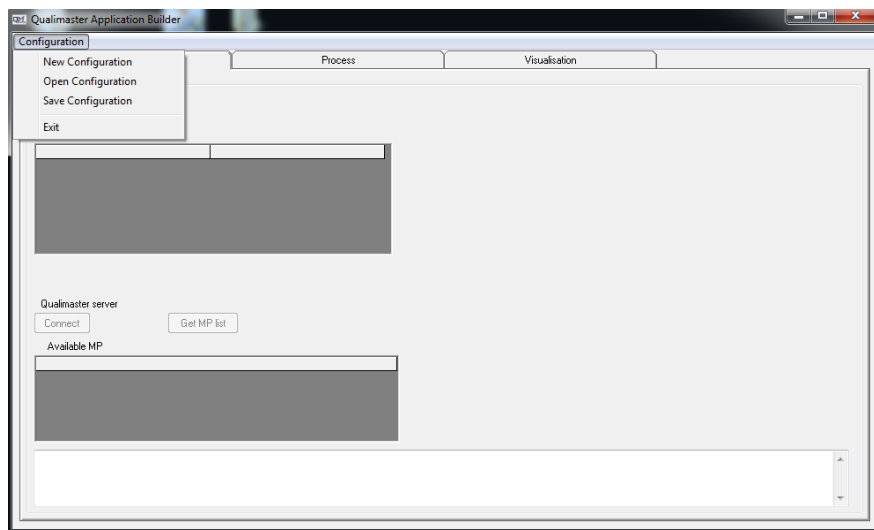 QM Qualimaster Application Builder
Configuration
New Configuration
Open Configuration
Save Configuration
Exit
Process
Visualisation
Qualimaster server
Connect
Get MP list
Available MP